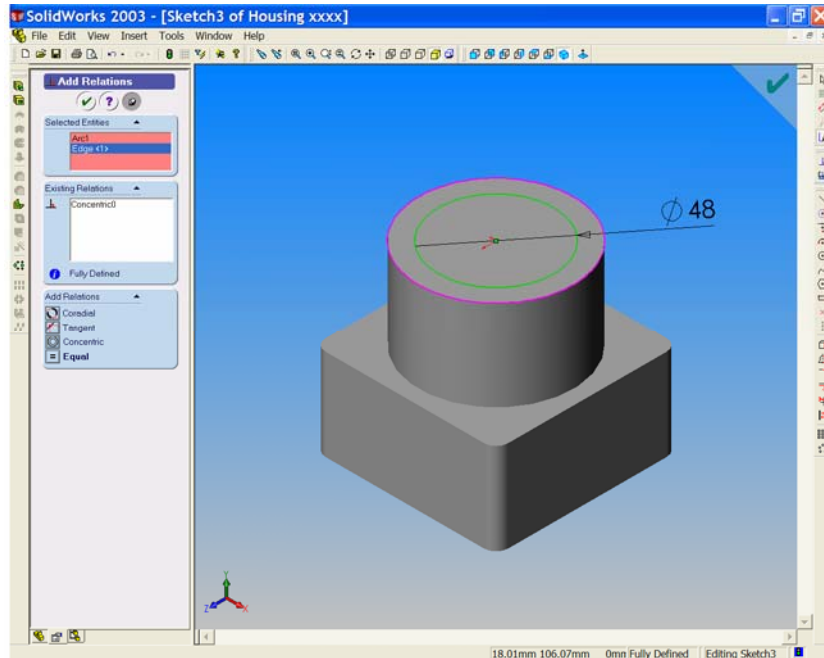 SolidWorks 2003 - [Sketch3 of Housing xxxx]
File Edit View Insert Tools Window Help
Add Relations
Selected Entities
Arc1
Edge <1>
Existing Relations
Concentric0
Fully Defined
Add Relations
Coradial
Tangent
Concentric
Equal
∅ 48
Y
Z X
18.01mm 106.07mm 0mm Fully Defined Editing Sketch3